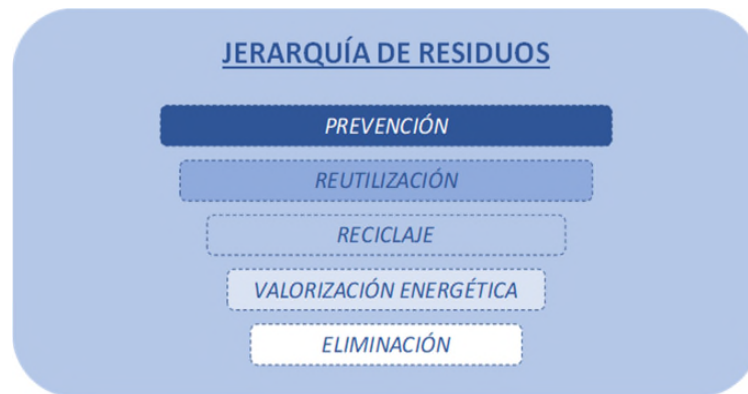 JERARQUÍA DE RESIDUOS
PREVENCIÓN
REUTILIZACIÓN
RECICLAJE
VALORIZACIÓN ENERGÉTICA
ELIMINACIÓN